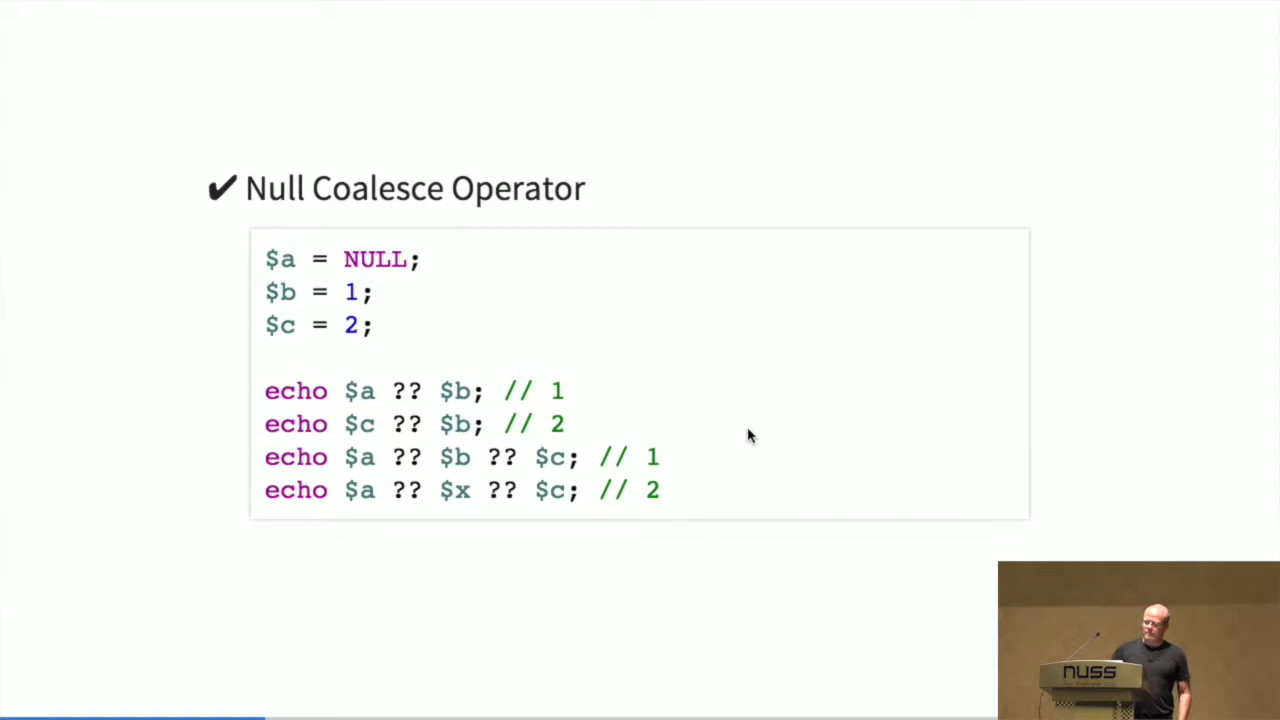 ✔ Null Coalesce Operator
$a = NULL;
$b = 1;
$c = 2;
echo $a ?? $b; // 1
echo $c ?? $b; // 2
echo $a ?? $b ?? $c; // 1
echo $a ?? $x ?? $c; // 2
nuss